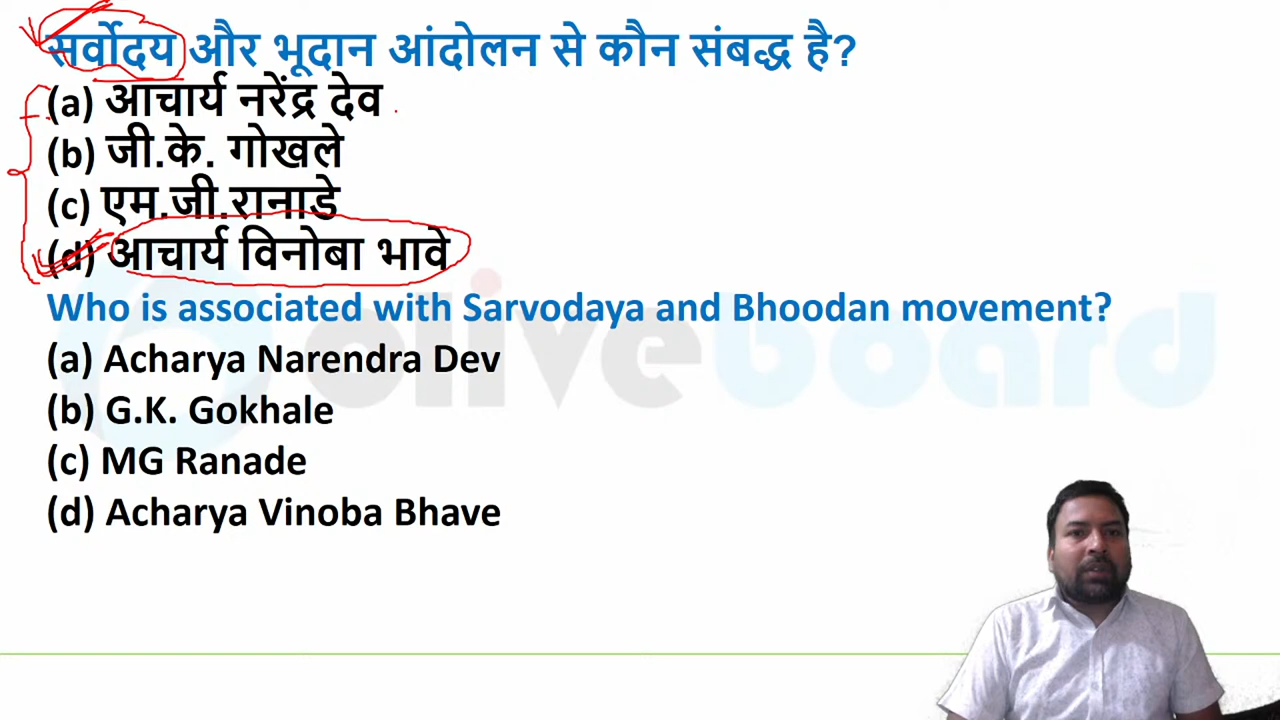 सर्वोदय और भूदान आंदोलन से कौन संबद्ध है?
(a) आचार्य नरेंद्र देव
(b) जी.के. गोखले
(c) एम.जी.रानाडे
(d) आचार्य विनोबा भावे
Who is associated with Sarvodaya and Bhoodan movement?
(a) Acharya Narendra Dev
(b) G.K. Gokhale
(c) MG Ranade
(d) Acharya Vinoba Bhave
oliveboard